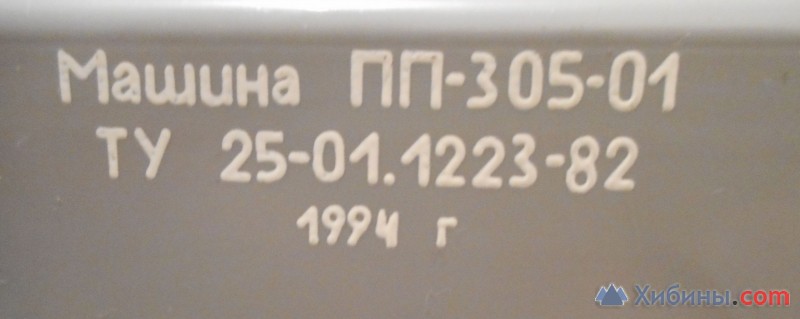 Машина ПП-305-01
ТУ 25-01.1223-82
1994 г
Хибины.com